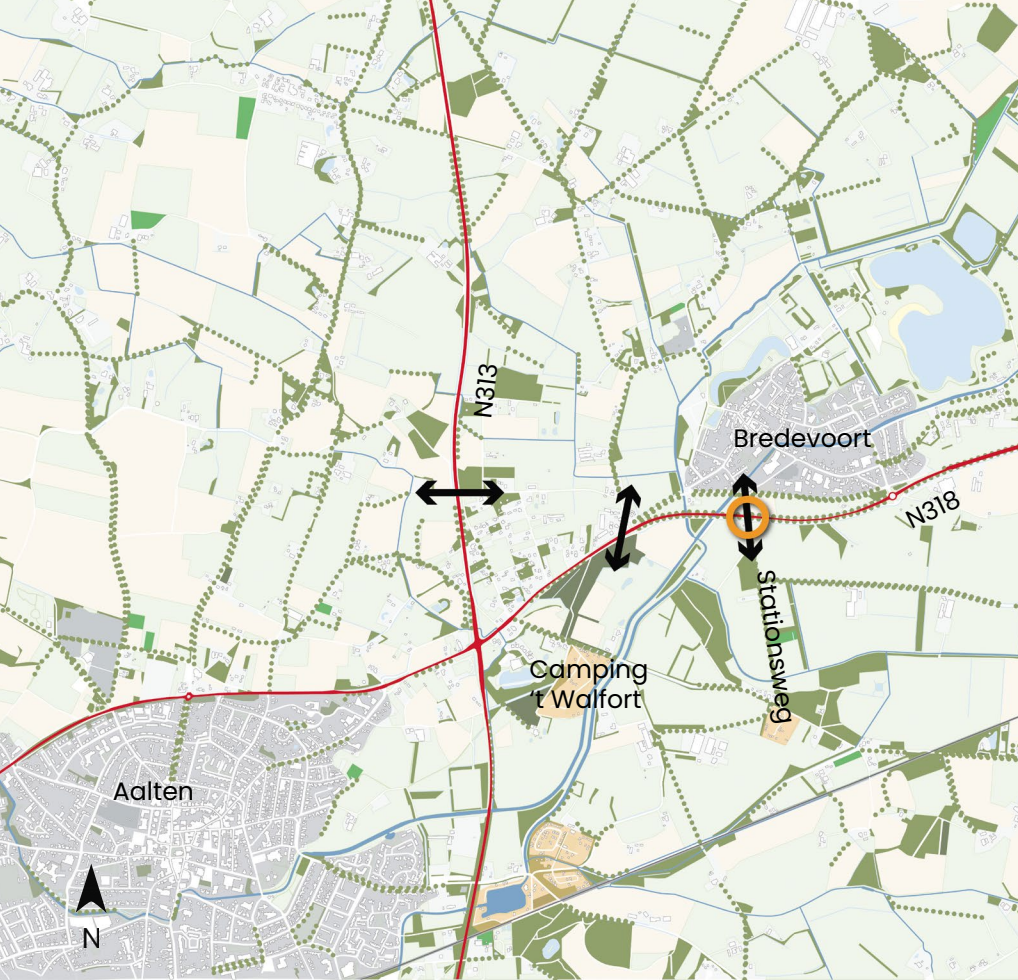 N313
Bredevoort
N318
Stationsweg
Camping
't Walfort
Aalten
N